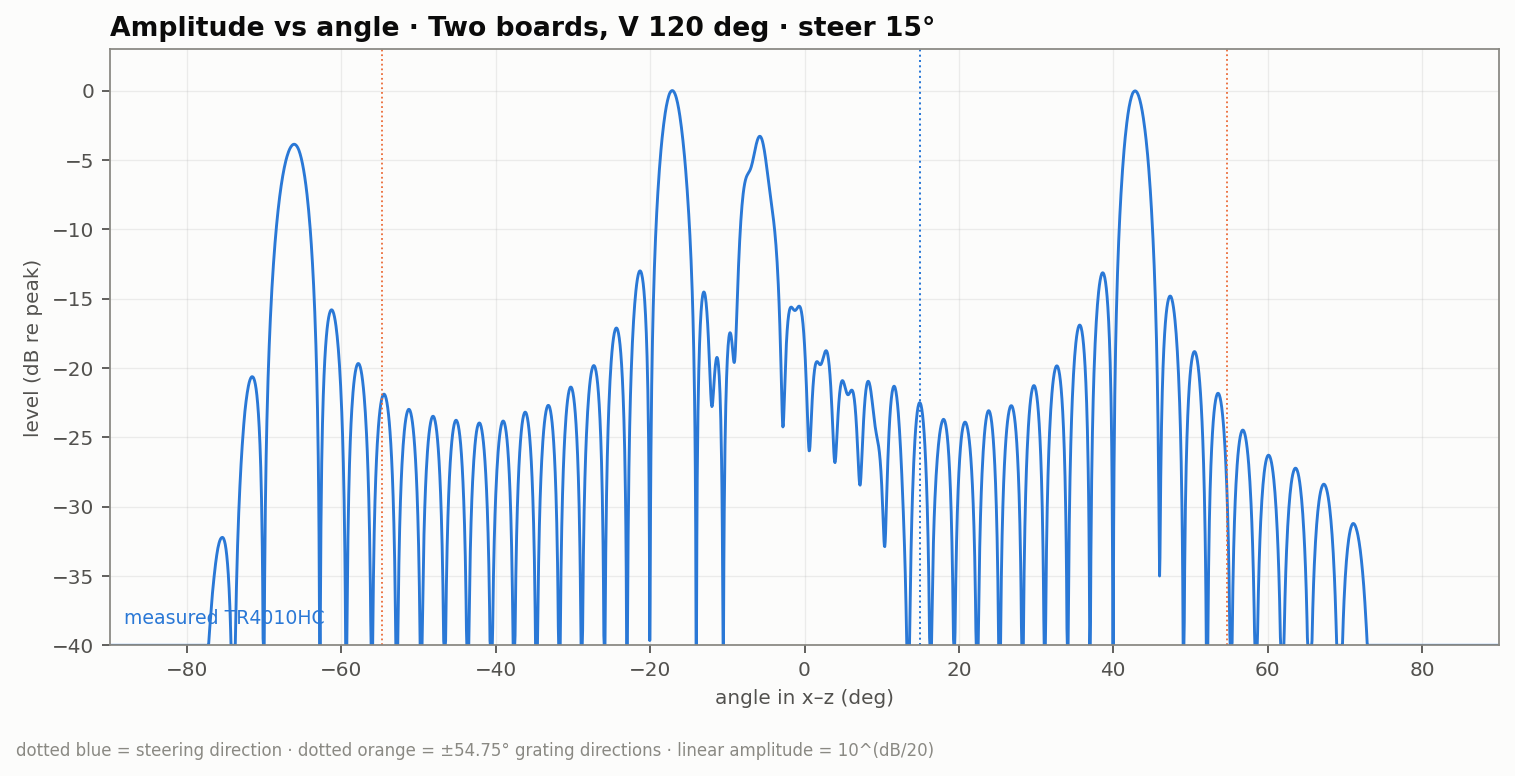 Amplitude vs angle · Two boards, V 120 deg · steer 15°
level (dB re peak)
0
−5
−10
−15
−20
−25
−30
−35
−40
measured TR4010HC
−80 −60 −40 −20 0 20 40 60 80
angle in x–z (deg)
dotted blue = steering direction · dotted orange = ±54.75° grating directions · linear amplitude = 10^(dB/20)